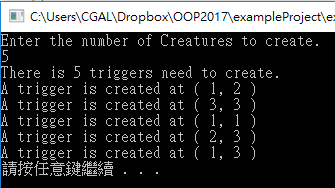 C:\Users\CGAL\Dropbox\OOP2017\exampleProject\e
Enter the number of Creatures to create.
5
There is 5 triggers need to create.
A trigger is created at ( 1, 2 )
A trigger is created at ( 3, 3 )
A trigger is created at ( 1, 1 )
A trigger is created at ( 2, 3 )
A trigger is created at ( 1, 3 )
請按任意鍵繼續 . . .